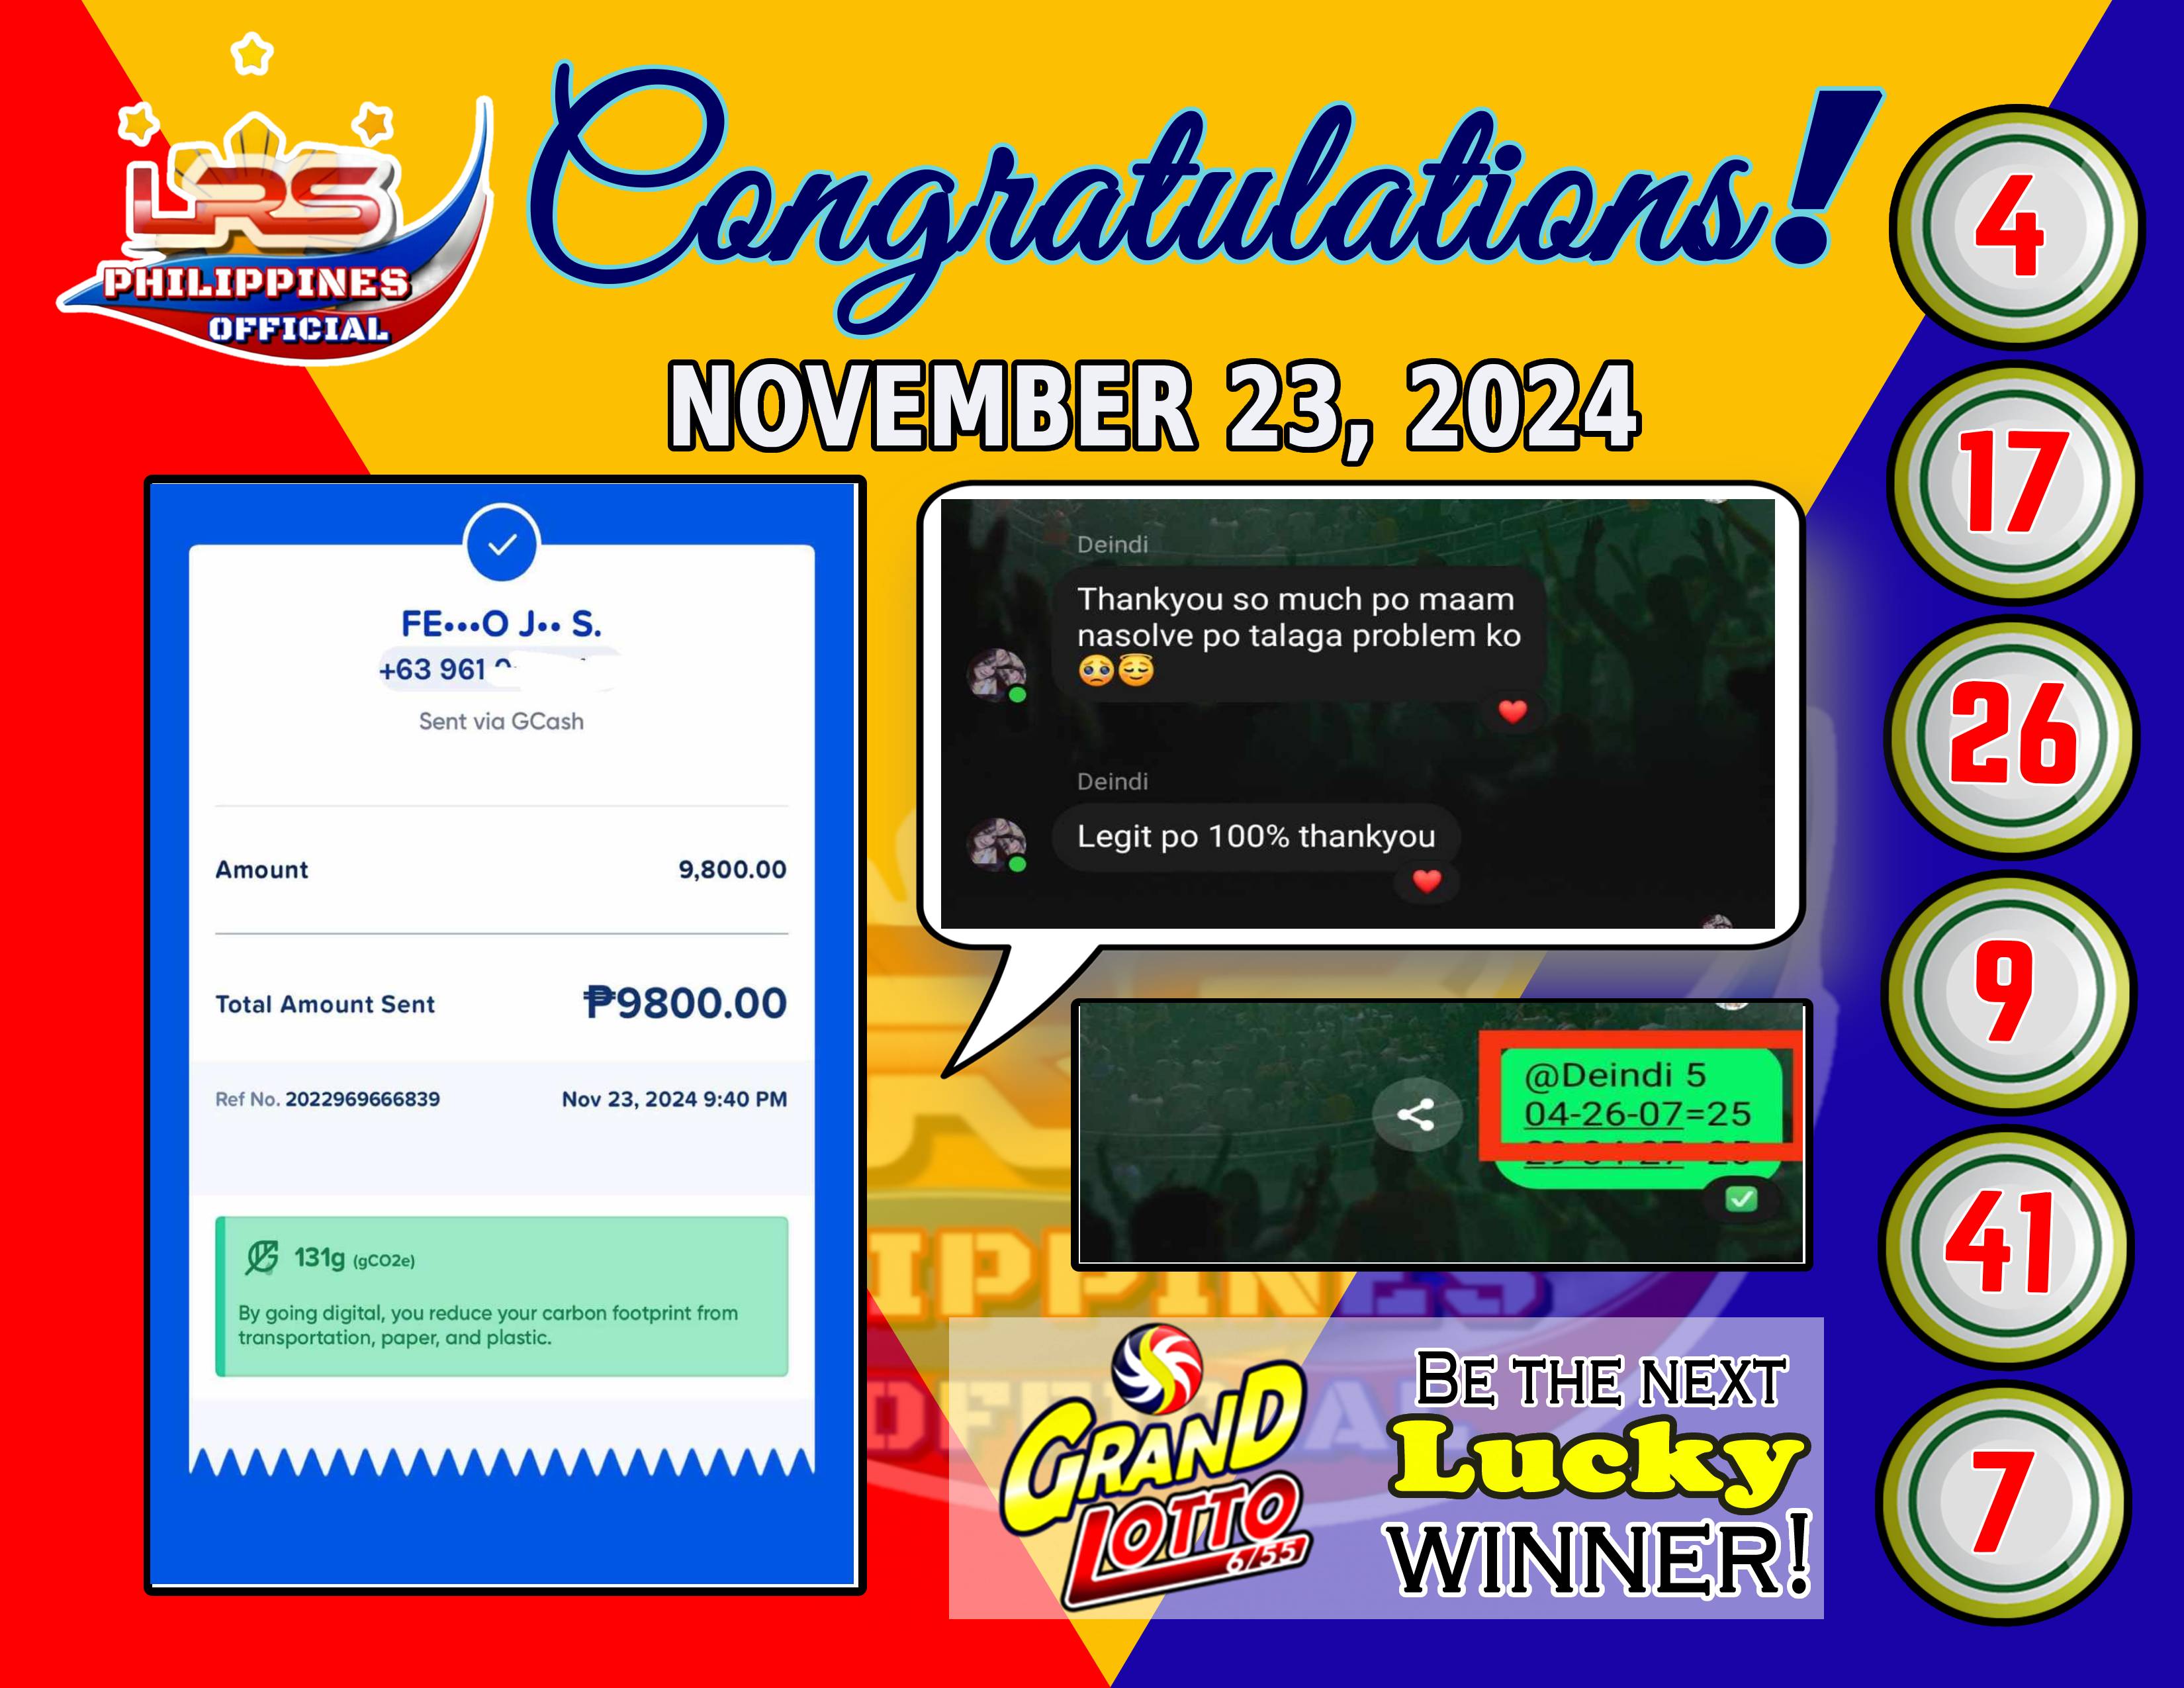 LRS
PHILIPPINES
OFFICIAL
Congratulations!
NOVEMBER 23, 2024
FE•••O J•• S.
+63 961
Sent via GCash
Amount 9,800.00
Total Amount Sent ₱9800.00
Ref No. 2022969666839 Nov 23, 2024 9:40 PM
131g (gCO2e)
By going digital, you reduce your carbon footprint from
transportation, paper, and plastic.
Deindi
Thankyou so much po maam
nasolve po talaga problem ko
🥺😇
Deindi
Legit po 100% thankyou
@Deindi 5
04-26-07=25
GRAND
LOTTO
6/55
BE THE NEXT
Lucky
WINNER!
4
17
26
9
41
7